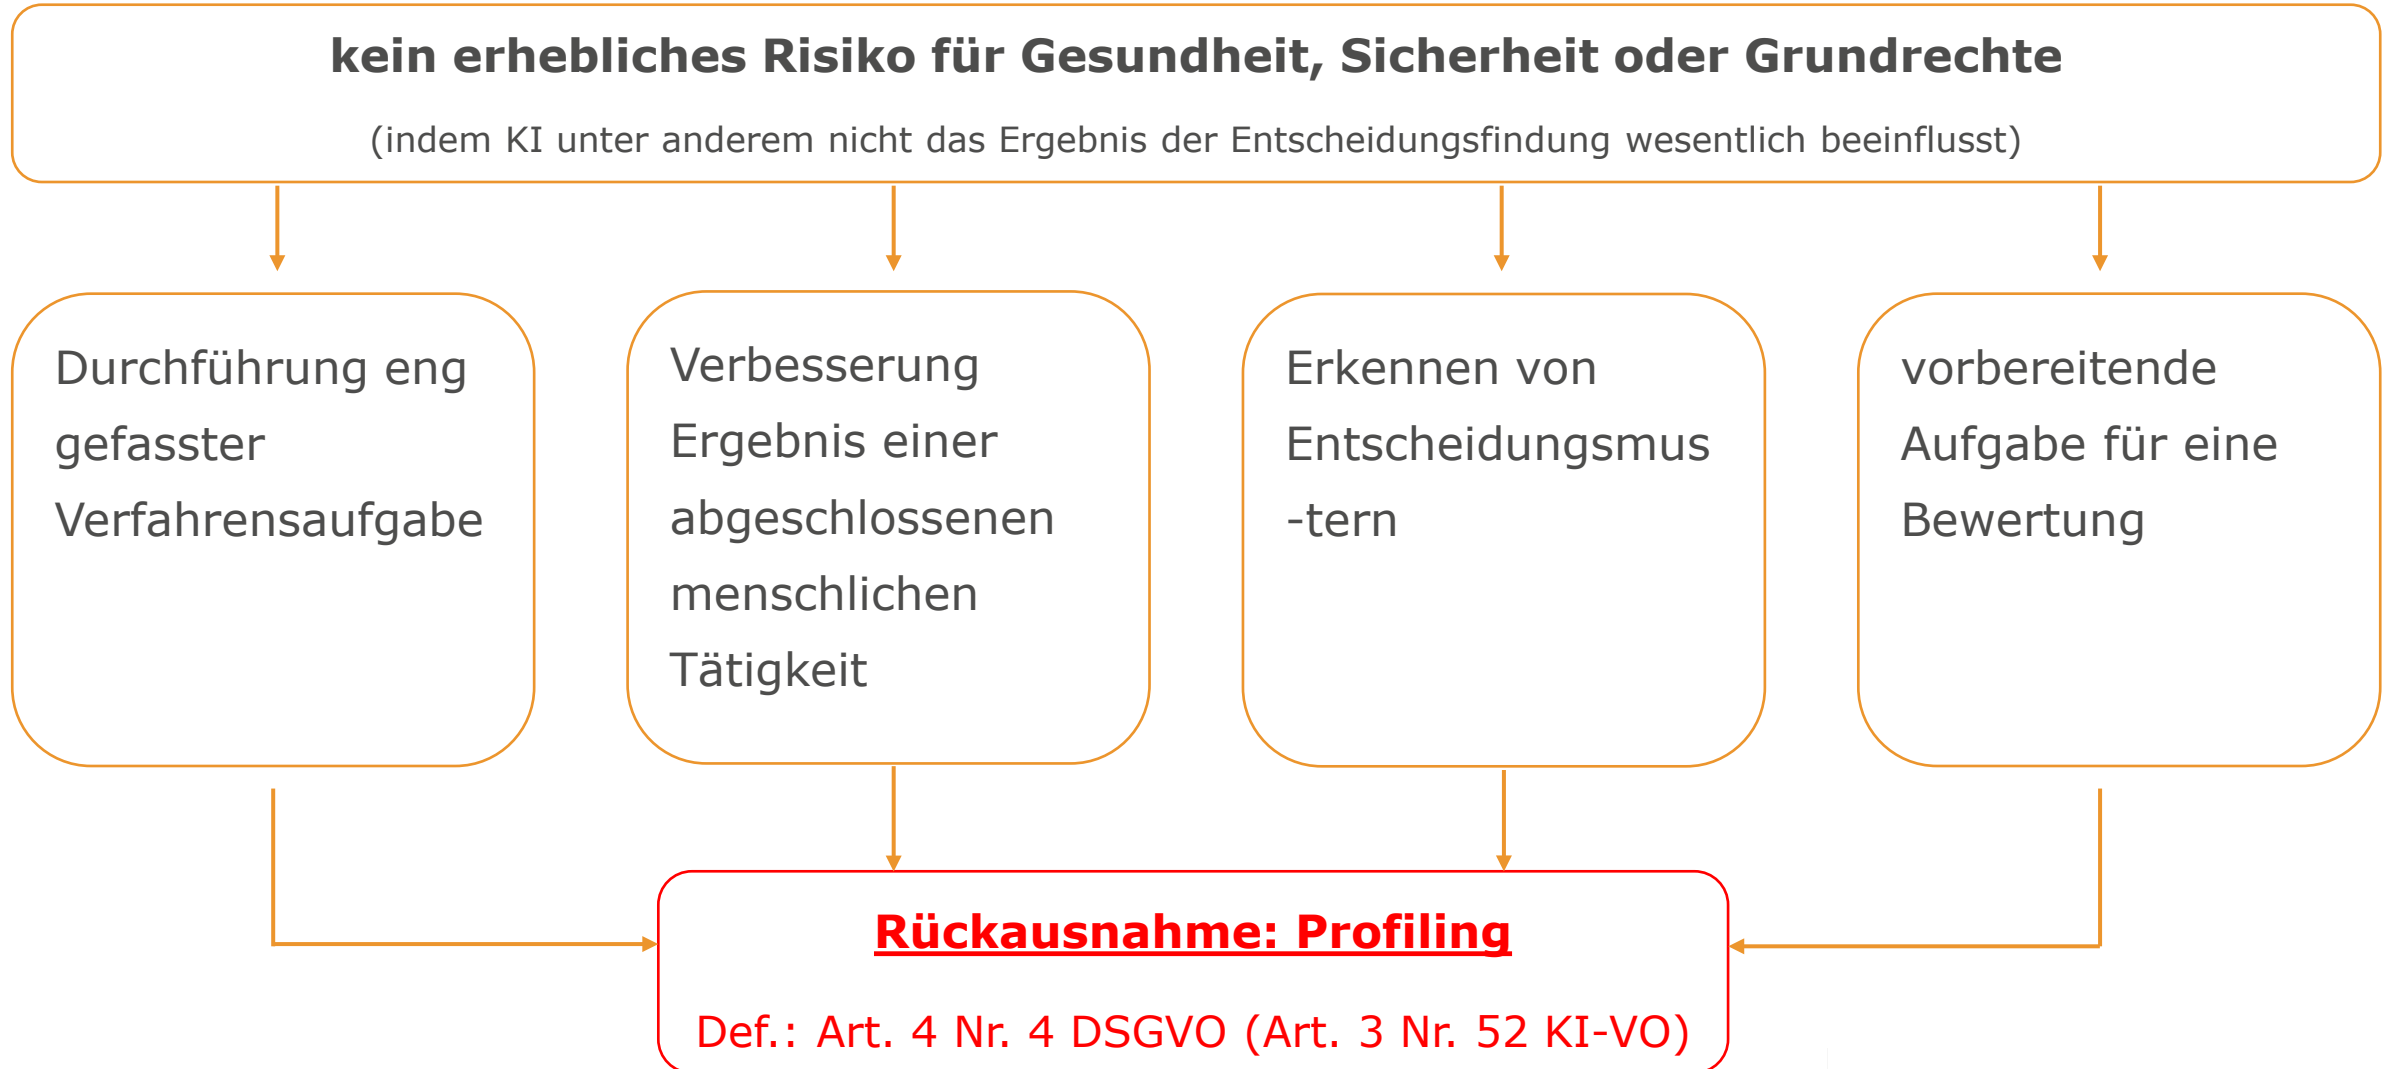 kein erhebliches Risiko für Gesundheit, Sicherheit oder Grundrechte
(indem KI unter anderem nicht das Ergebnis der Entscheidungsfindung wesentlich beeinflusst)
Durchführung eng
gefasster
Verfahrensaufgabe
Verbesserung
Ergebnis einer
abgeschlossenen
menschlichen
Tätigkeit
Erkennen von
Entscheidungsmus
-tern
vorbereitende
Aufgabe für eine
Bewertung
Rückausnahme: Profiling
Def.: Art. 4 Nr. 4 DSGVO (Art. 3 Nr. 52 KI-VO)